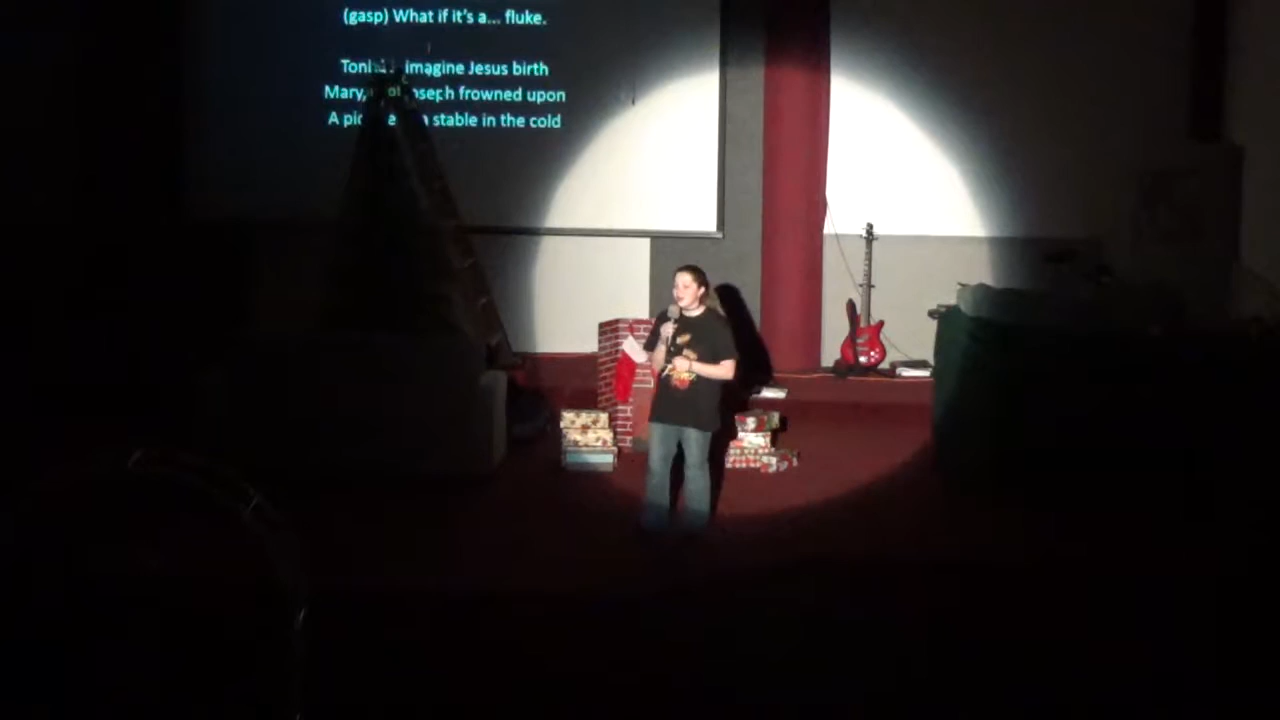 (gasp) What if it's a... fluke.
imagine Jesus birth
Mary, frowned upon
A stable in the cold